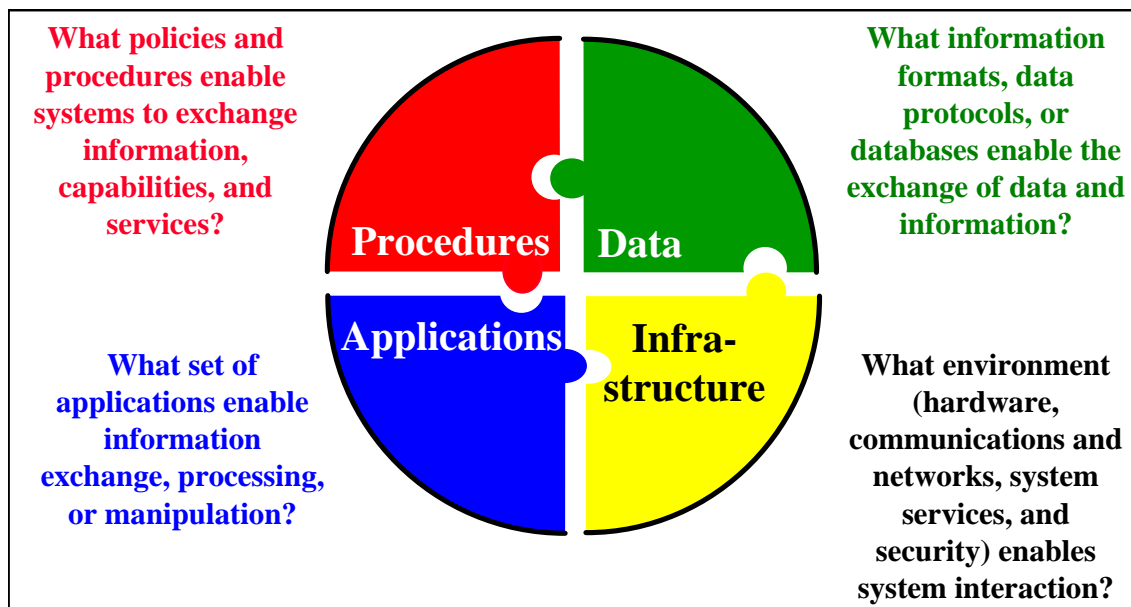 What policies and
procedures enable
systems to exchange
information,
capabilities, and
services?
What information
formats, data
protocols, or
databases enable the
exchange of data and
information?
Procedures
Data
Applications
Infra-
structure
What set of
applications enable
information
exchange, processing,
or manipulation?
What environment
(hardware,
communications and
networks, system
services, and
security) enables
system interaction?